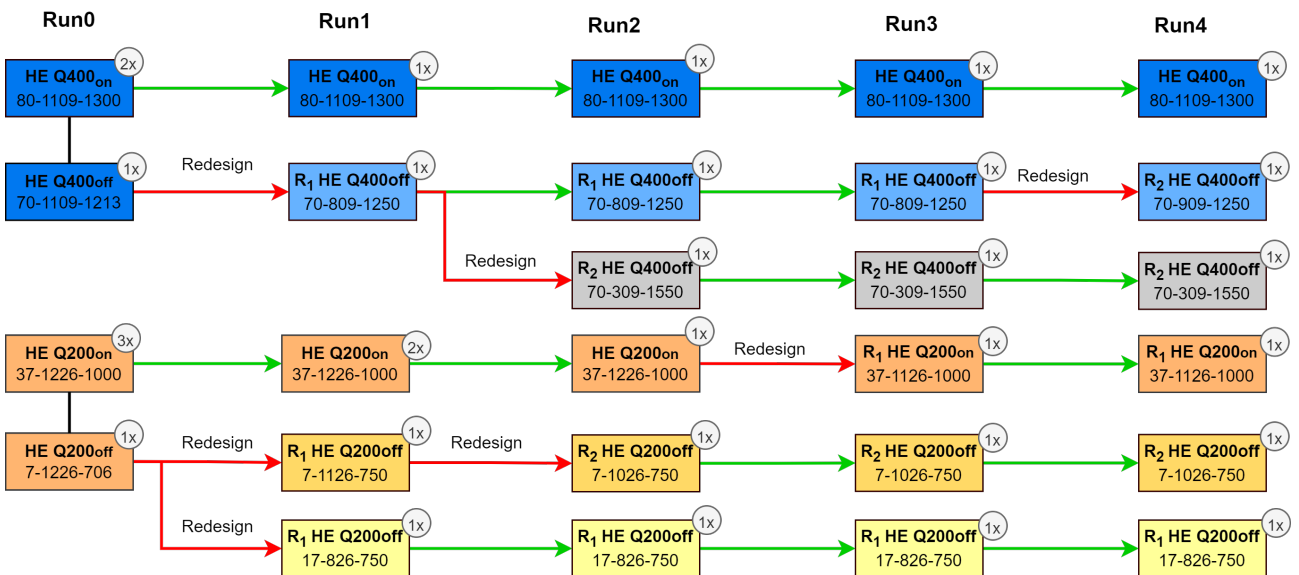 Run0
Run1
Run2
Run3
Run4
HE Q400on
80-1109-1300
2x
HE Q400on
80-1109-1300
1x
HE Q400on
80-1109-1300
1x
HE Q400on
80-1109-1300
1x
HE Q400on
80-1109-1300
1x
HE Q400off
70-1109-1213
1x
Redesign
R1 HE Q400off
70-809-1250
1x
R1 HE Q400off
70-809-1250
1x
R1 HE Q400off
70-809-1250
1x
Redesign
R2 HE Q400off
70-909-1250
1x
Redesign
R2 HE Q400off
70-309-1550
1x
R2 HE Q400off
70-309-1550
1x
R2 HE Q400off
70-309-1550
1x
HE Q200on
37-1226-1000
3x
HE Q200on
37-1226-1000
2x
HE Q200on
37-1226-1000
1x
Redesign
R1 HE Q200on
37-1126-1000
1x
R1 HE Q200on
37-1126-1000
1x
HE Q200off
7-1226-706
1x
Redesign
R1 HE Q200off
7-1126-750
1x
Redesign
R2 HE Q200off
7-1026-750
1x
R2 HE Q200off
7-1026-750
1x
R2 HE Q200off
7-1026-750
1x
Redesign
R1 HE Q200off
17-826-750
1x
R1 HE Q200off
17-826-750
1x
R1 HE Q200off
17-826-750
1x
R1 HE Q200off
17-826-750
1x